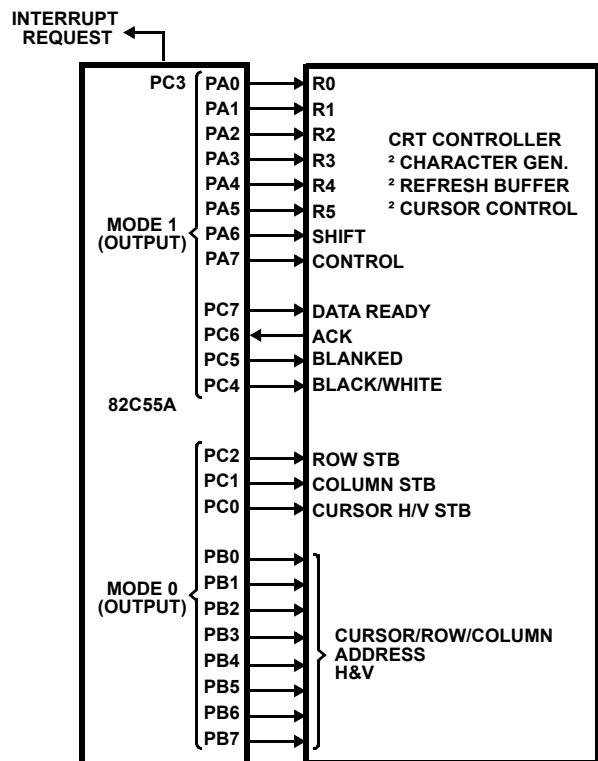 INTERRUPT
REQUEST
PC3 PA0 R0
PA1 R1
PA2 R2
PA3 R3
PA4 R4
PA5 R5
PA6 SHIFT
PA7 CONTROL
CRT CONTROLLER
² CHARACTER GEN.
² REFRESH BUFFER
² CURSOR CONTROL
MODE 1
(OUTPUT)
PC7 DATA READY
PC6 ACK
PC5 BLANKED
PC4 BLACK/WHITE
82C55A
PC2 ROW STB
PC1 COLUMN STB
PC0 CURSOR H/V STB
MODE 0
(OUTPUT)
PB0
PB1
PB2
PB3
PB4
PB5
PB6
PB7
CURSOR/ROW/COLUMN
ADDRESS
H&V